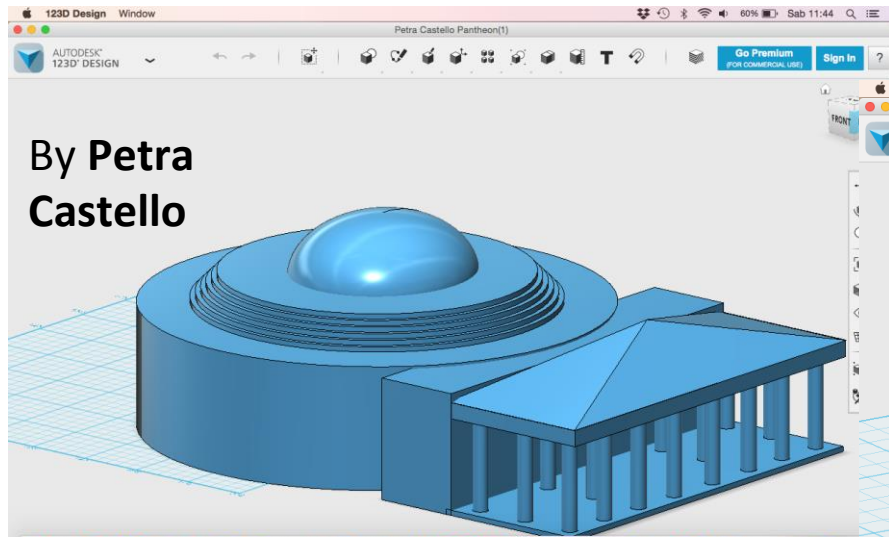 123D Design Window
60% Sab 11:44
Petra Castello Pantheon(1)
AUTODESK®
123D® DESIGN
T
Go Premium
(FOR COMMERCIAL USE)
Sign In
?
FRONT
By Petra
Castello